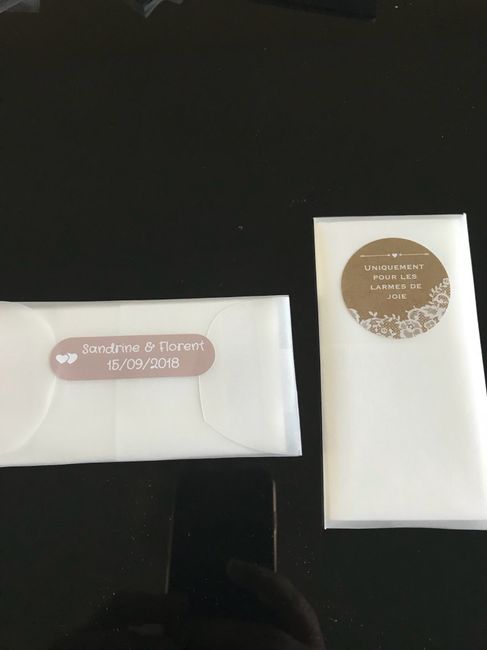 Sandrine & Florent
15/09/2018
Uniquement
pour les
larmes de
joie